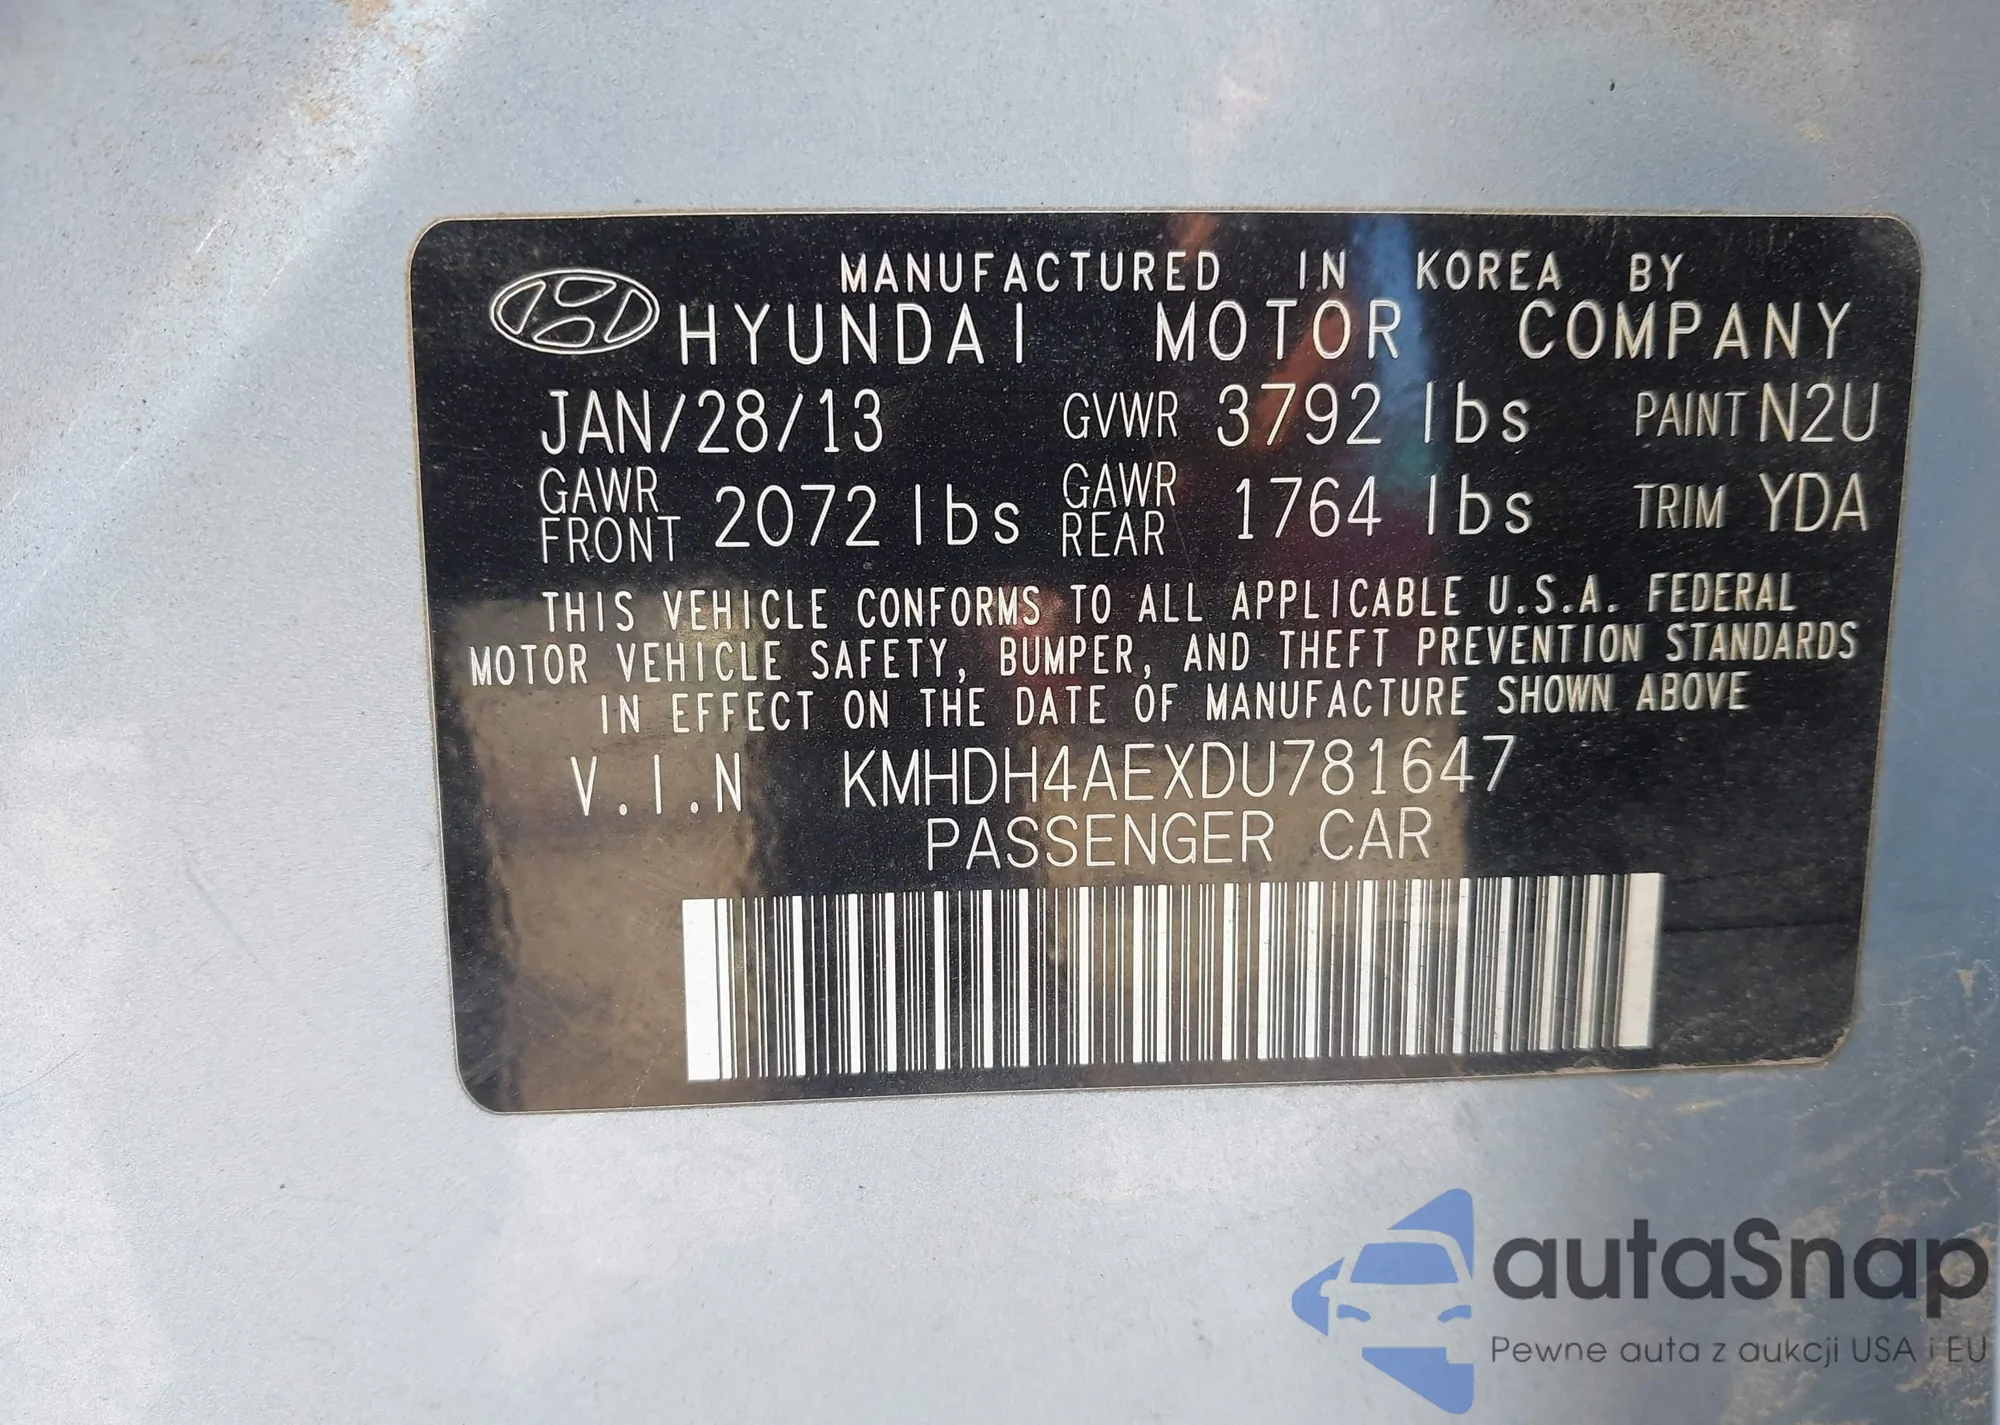 MANUFACTURED IN KOREA BY
HYUNDAI MOTOR COMPANY
JAN/28/13 GVWR 3792 lbs PAINT N2U
GAWR FRONT 2072 lbs GAWR REAR 1764 lbs TRIM YDA
THIS VEHICLE CONFORMS TO ALL APPLICABLE U.S.A. FEDERAL
MOTOR VEHICLE SAFETY, BUMPER, AND THEFT PREVENTION STANDARDS
IN EFFECT ON THE DATE OF MANUFACTURE SHOWN ABOVE
V.I.N KMHDH4AEXDU781647
PASSENGER CAR
autaSnap
Pewne auta z aukcji USA i EU